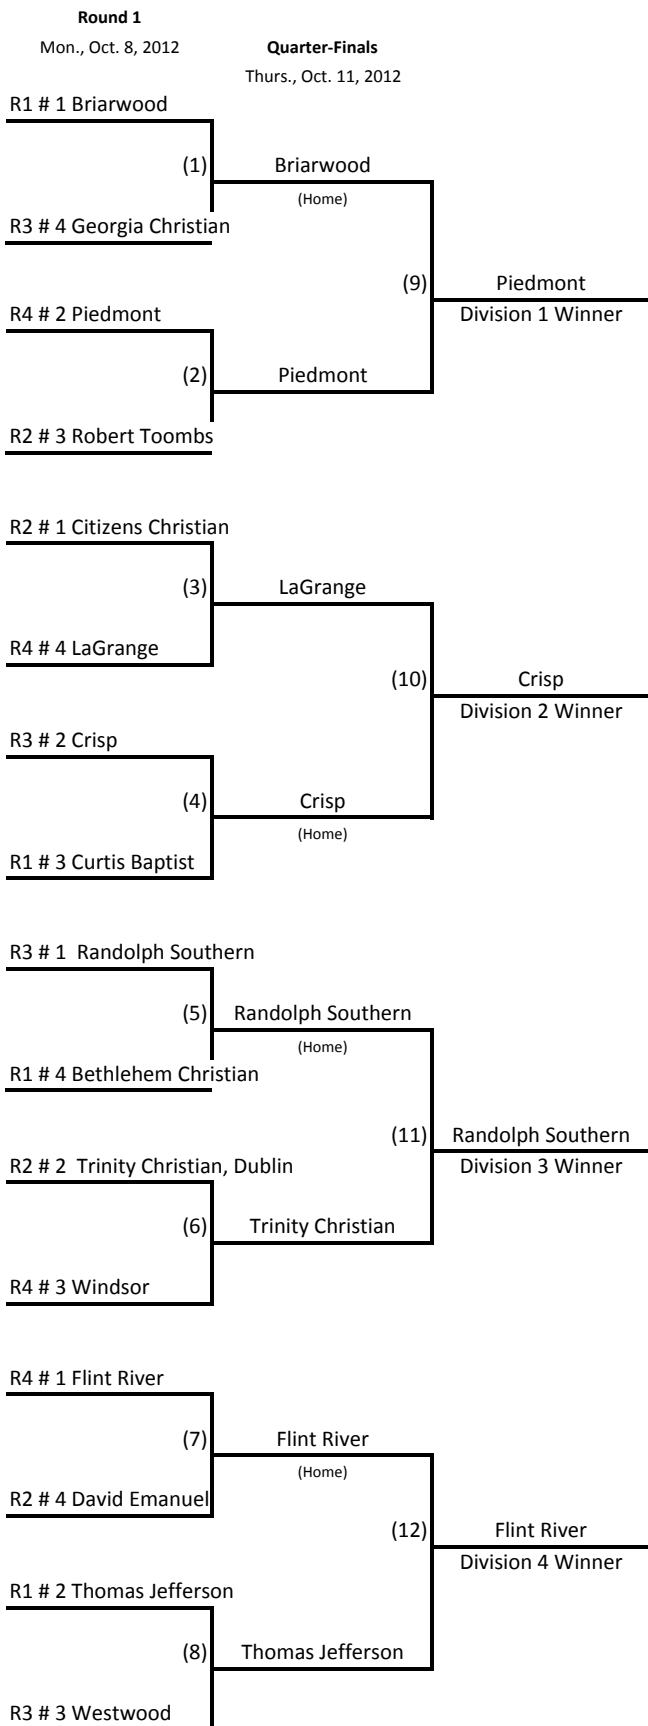 Round 1
Mon., Oct. 8, 2012
Quarter-Finals
Thurs., Oct. 11, 2012
R1 # 1 Briarwood
(1)
Briarwood
(Home)
R3 # 4 Georgia Christian
(9)
Piedmont
Division 1 Winner
R4 # 2 Piedmont
(2)
Piedmont
R2 # 3 Robert Toombs
R2 # 1 Citizens Christian
(3)
LaGrange
R4 # 4 LaGrange
(10)
Crisp
Division 2 Winner
R3 # 2 Crisp
(4)
Crisp
(Home)
R1 # 3 Curtis Baptist
R3 # 1  Randolph Southern
(5)
Randolph Southern
(Home)
R1 # 4 Bethlehem Christian
(11)
Randolph Southern
Division 3 Winner
R2 # 2  Trinity Christian, Dublin
(6)
Trinity Christian
R4 # 3 Windsor
R4 # 1 Flint River
(7)
Flint River
(Home)
R2 # 4 David Emanuel
(12)
Flint River
Division 4 Winner
R1 # 2 Thomas Jefferson
(8)
Thomas Jefferson
R3 # 3 Westwood